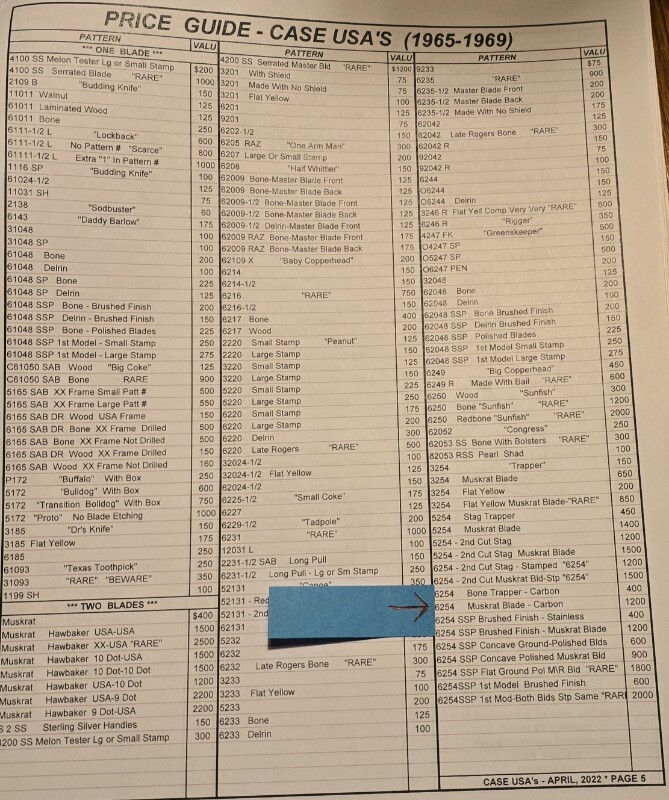 PRICE GUIDE - CASE USA'S (1965-1969)
PATTERN VALU
*** ONE BLADE ***
4100 SS Melon Tester Lg or Small Stamp $200
4100 SS Serrated Blade "RARE" 1000
2109 B "Budding Knife" 150
11011 Walnut 125
61010 Laminated Wood 125
61010 Bone 250
6111-1/2 L "Lockback" 600
6111-1/2 L No Pattern # "Scarce" 800
61111-1/2 L Extra "1" In Pattern # 1000
1116 SP "Budding Knife" 125
61024-1/2 125
11031 SH 75
2138 "Sodbuster" 60
6143 "Daddy Barlow" 175
31048 100
31048 SP 100
61048 Bone 200
61048 Delrin 100
61048 SP Bone 200
61048 SP Delrin 125
61048 SSP Bone - Brushed Finish 200
61048 SSP Delrin - Brushed Finish 150
61048 SSP Bone - Polished Blades 225
61048 SSP 1st Model - Small Stamp 250
61048 SSP 1st Model - Large Stamp 275
C61050 SAB Wood "Big Coke" 125
C61050 SAB Bone RARE 900
5165 SAB XX Frame Small Patt # 500
5165 SAB XX Frame Large Patt # 550
6165 SAB DR Wood USA Frame 150
6165 SAB DR Bone XX Frame Drilled 500
6165 SAB Bone XX Frame Not Drilled 500
6165 SAB DR Wood XX Frame Drilled 150
6165 SAB Wood XX Frame Not Drilled 160
P172 "Buffalo" With Box 250
5172 "Bulldog" With Box 250
5172 "Transition Bolldog" With Box 750
5172 "Proto" No Blade Etching 1000
3185 "Dr's Knife" 150
3185 Flat Yellow 175
6185
61093 "Texas Toothpick" 250
31093 "RARE" "BEWARE" 350
1199 SH 100
*** TWO BLADES ***
Muskrat $400
Muskrat Hawbaker USA-USA 1500
Muskrat Hawbaker XX-USA "RARE" 2500
Muskrat Hawbaker 10 Dot-USA 1500
Muskrat Hawbaker 10 Dot-10 Dot 1500
Muskrat Hawbaker USA-10 Dot 1200
Muskrat Hawbaker USA-9 Dot 2200
Muskrat Hawbaker 9 Dot-USA 2200
S 2 SS Sterling Silver Handles 150
4200 SS Melon Tester Lg or Small Stamp 300
PATTERN VALU
4200 SS Serrated Master Bld "RARE" $1200
3201 With Shield 75
3201 Made With No Shield 75
3201 Flat Yellow 100
6201 125
9201 75
6202-1/2 150
6205 RAZ "One Arm Man" 300
6207 Large Or Small Stamp 200
6208 "Half Whittler" 150
62009 Bone-Master Blade Front 125
62009 Bone-Master Blade Back 125
62009-1/2 Bone-Master Blade Front 125
62009-1/2 Bone-Master Blade Back 125
62009-1/2 Delrin-Master Blade Front 125
62009 RAZ Bone-Master Blade Front 175
62009 RAZ Bone-Master Blade Back 175
62109 X "Baby Copperhead" 200
6214 150
6214-1/2 150
6216 "RARE" 750
6216-1/2 150
6217 Bone 400
6217 Wood 200
2220 Small Stamp "Peanut"
2220 Large Stamp
3220 Small Stamp
3220 Large Stamp
5220 Small Stamp
5220 Large Stamp
6220 Small Stamp
6220 Large Stamp
6220 Delrin
6220 Late Rogers "RARE"
32024-1/2
32024-1/2 Flat Yellow
62024-1/2
6225-1/2 "Small Coke"
6227
6229-1/2 "Tadpole"
6231 "RARE" 1000
12031 L 100
2231-1/2 SAB Long Pull
6231-1/2 Long Pull - Lg or Sm Stamp 250
52131 "Canoe" 350
52131 - Red
52131 - 2nd
62131
5232 175
6232 Late Rogers Bone "RARE" 300
3233 75
3233 Flat Yellow 100
5233 200
6233 Bone 125
6233 Delrin 100
PATTERN VALU
9233 $75
6235 "RARE" 900
6235-1/2 Master Blade Front 200
6235-1/2 Master Blade Back 200
6235-1/2 Made With No Shield 175
62042 125
62042 Late Rogers Bone "RARE" 300
62042 R 150
92042 75
92042 R 100
6244 150
O6244 150
O6244 Delrin 125
3246 R Flat Yell Comp Very Very "RARE" 600
6246 R "Rigger" 350
4247 FK "Greenskeeper" 500
O4247 SP 150
O5247 SP 500
O6247 PEN 200
32048 125
62048 Bone 200
62048 Delrin 100
62048 SSP Bone Brushed Finish 200
62048 SSP Delrin Brushed Finish 150
62048 SSP Polished Blades 225
62048 SSP 1st Model Small Stamp 250
62048 SSP 1st Model Large Stamp 275
6249 "Big Copperhead" 450
6249 R Made With Bail "RARE" 600
6250 Wood "Sunfish" 300
6250 Bone "Sunfish" "RARE" 1200
6250 Redbone "Sunfish" "RARE" 2000
62052 "Congress" 250
62053 SS Bone With Bolsters "RARE" 300
82053 RSS Pearl Shad 100
3254 "Trapper" 150
3254 Muskrat Blade 650
3254 Flat Yellow 200
3254 Flat Yellow Muskrat Blade-"RARE" 850
5254 Stag Trapper 450
5254 Muskrat Blade 1400
5254 - 2nd Cut Stag 1200
5254 - 2nd Cut Stag Muskrat Blade 1500
6254 - 2nd Cut Stag - Stamped "6254" 1200
6254 - 2nd Cut Muskrat Bld-Stp "6254" 1500
6254 Bone Trapper - Carbon 400
6254 Muskrat Blade - Carbon 1200
6254 SSP Brushed Finish - Stainless 400
6254 SSP Brushed Finish - Muskrat Blade 1200
6254 SSP Concave Ground-Polished Blds 600
6254 SSP Concave Polished Muskrat Bld 900
6254 SSP Flat Ground Pol M\R Bld "RARE" 1800
6254SSP 1st Model Brushed Finish 600
6254SSP 1st Mod-Both Blds Stp Same "RAR 2000
CASE USA's - APRIL, 2022 * PAGE 5